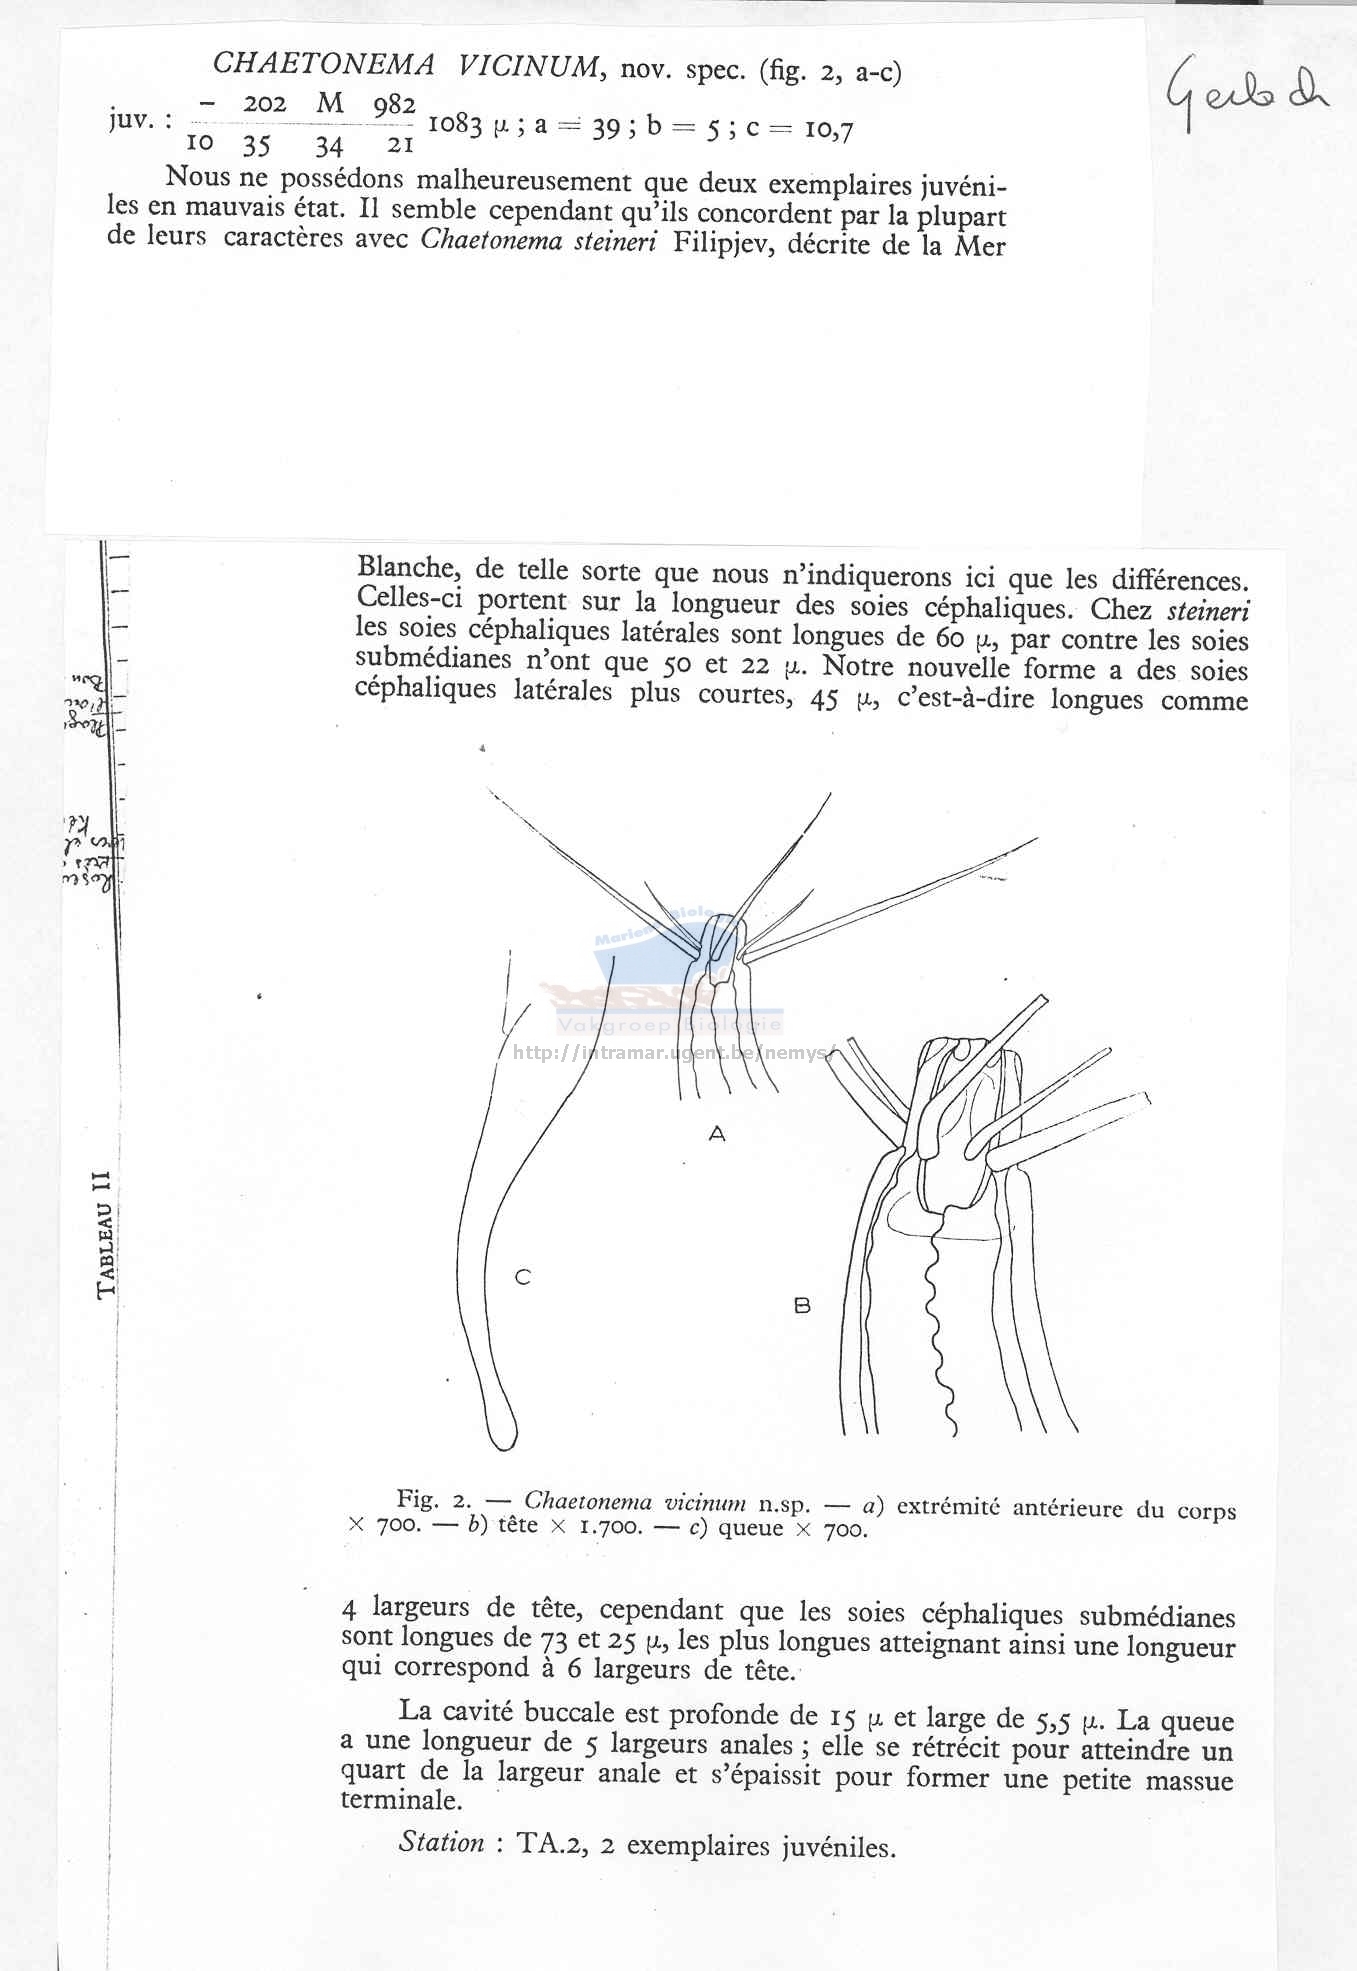 CHAETONEMA VICINUM, nov. spec. (fig. 2, a-c)
Gerlach
juv. : – 202 M 982
10 35 34 21 1083 µ ; a = 39 ; b = 5 ; c = 10,7
Nous ne possédons malheureusement que deux exemplaires juvéni-
les en mauvais état. Il semble cependant qu'ils concordent par la plupart
de leurs caractères avec Chaetonema steineri Filipjev, décrite de la Mer
Blanche, de telle sorte que nous n'indiquerons ici que les différences.
Celles-ci portent sur la longueur des soies céphaliques. Chez steineri
les soies céphaliques latérales sont longues de 60 µ, par contre les soies
submédianes n'ont que 50 et 22 µ. Notre nouvelle forme a des soies
céphaliques latérales plus courtes, 45 µ, c'est-à-dire longues comme
Mariene Biologie
Vakgroep Biologie
http://intramar.ugent.be/nemys/
A
C
B
TABLEAU II
Fig. 2. — Chaetonema vicinum n.sp. — a) extrémité antérieure du corps
× 700. — b) tête × 1.700. — c) queue × 700.
4 largeurs de tête, cependant que les soies céphaliques submédianes
sont longues de 73 et 25 µ, les plus longues atteignant ainsi une longueur
qui correspond à 6 largeurs de tête.
La cavité buccale est profonde de 15 µ et large de 5,5 µ. La queue
a une longueur de 5 largeurs anales ; elle se rétrécit pour atteindre un
quart de la largeur anale et s'épaissit pour former une petite massue
terminale.
Station : TA.2, 2 exemplaires juvéniles.